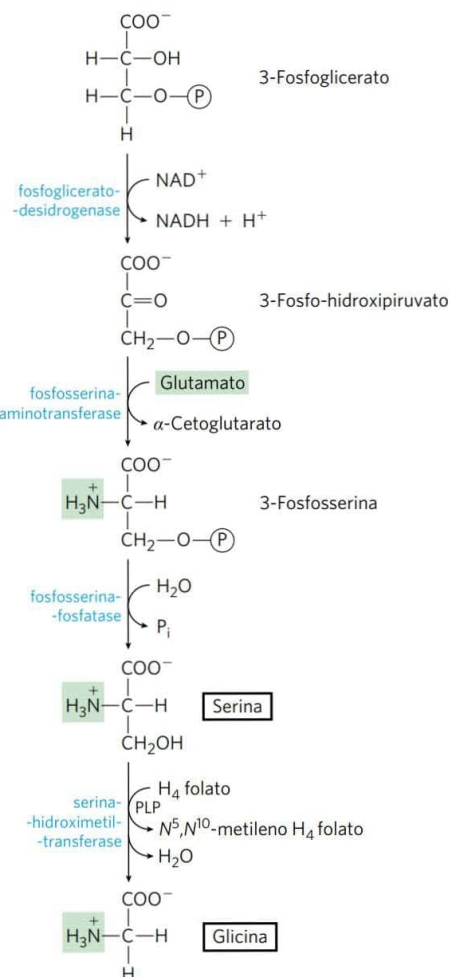 COO⁻
H—C—OH
3-Fosfoglicerato
H—C—O—P
H
NAD⁺
fosfoglicerato-
-desidrogenase
NADH + H⁺
COO⁻
C=O
3-Fosfo-hidroxipiruvato
CH₂—O—P
Glutamato
fosfosserina-
aminotransferase
α-Cetoglutarato
COO⁻
H₃N⁺—C—H
3-Fosfosserina
CH₂—O—P
H₂O
fosfosserina-
-fosfatase
Pᵢ
COO⁻
H₃N⁺—C—H
Serina
CH₂OH
H₄ folato
serina-
-hidroximetil-
-transferase
PLP
N⁵,N¹⁰-metileno H₄ folato
H₂O
COO⁻
H₃N⁺—C—H
Glicina
H